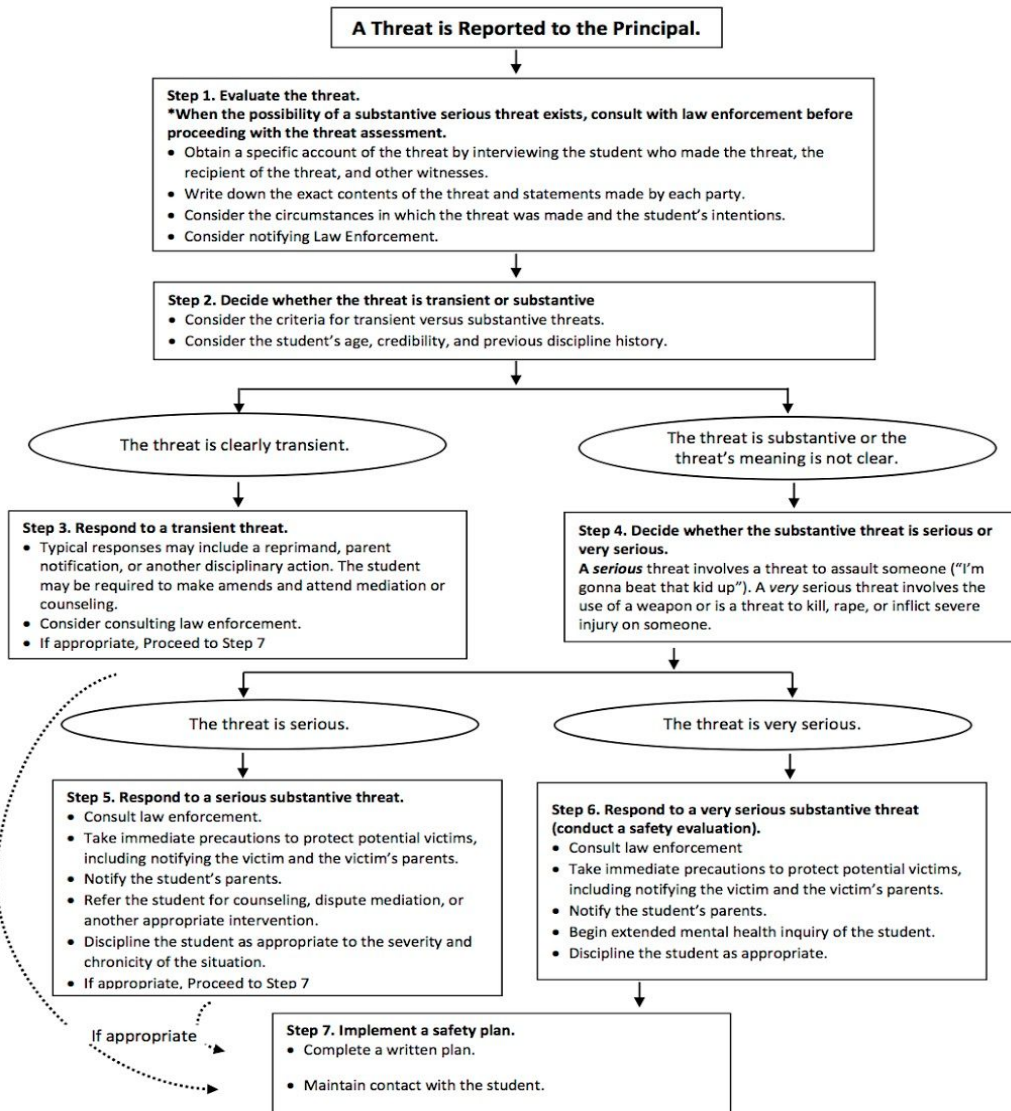 A Threat is Reported to the Principal.
Step 1. Evaluate the threat.
*When the possibility of a substantive serious threat exists, consult with law enforcement before
proceeding with the threat assessment.
• Obtain a specific account of the threat by interviewing the student who made the threat, the
recipient of the threat, and other witnesses.
• Write down the exact contents of the threat and statements made by each party.
• Consider the circumstances in which the threat was made and the student's intentions.
• Consider notifying Law Enforcement.
Step 2. Decide whether the threat is transient or substantive
• Consider the criteria for transient versus substantive threats.
• Consider the student's age, credibility, and previous discipline history.
The threat is clearly transient.
The threat is substantive or the
threat's meaning is not clear.
Step 3. Respond to a transient threat.
• Typical responses may include a reprimand, parent
notification, or another disciplinary action. The student
may be required to make amends and attend mediation or
counseling.
• Consider consulting law enforcement.
• If appropriate, Proceed to Step 7
Step 4. Decide whether the substantive threat is serious or
very serious.
A serious threat involves a threat to assault someone ("I'm
gonna beat that kid up"). A very serious threat involves the
use of a weapon or is a threat to kill, rape, or inflict severe
injury on someone.
The threat is serious.
The threat is very serious.
Step 5. Respond to a serious substantive threat.
• Consult law enforcement.
• Take immediate precautions to protect potential victims,
including notifying the victim and the victim's parents.
• Notify the student's parents.
• Refer the student for counseling, dispute mediation, or
another appropriate intervention.
• Discipline the student as appropriate to the severity and
chronicity of the situation.
• If appropriate, Proceed to Step 7
Step 6. Respond to a very serious substantive threat
(conduct a safety evaluation).
• Consult law enforcement
• Take immediate precautions to protect potential victims,
including notifying the victim and the victim's parents.
• Notify the student's parents.
• Begin extended mental health inquiry of the student.
• Discipline the student as appropriate.
If appropriate
Step 7. Implement a safety plan.
• Complete a written plan.
• Maintain contact with the student.